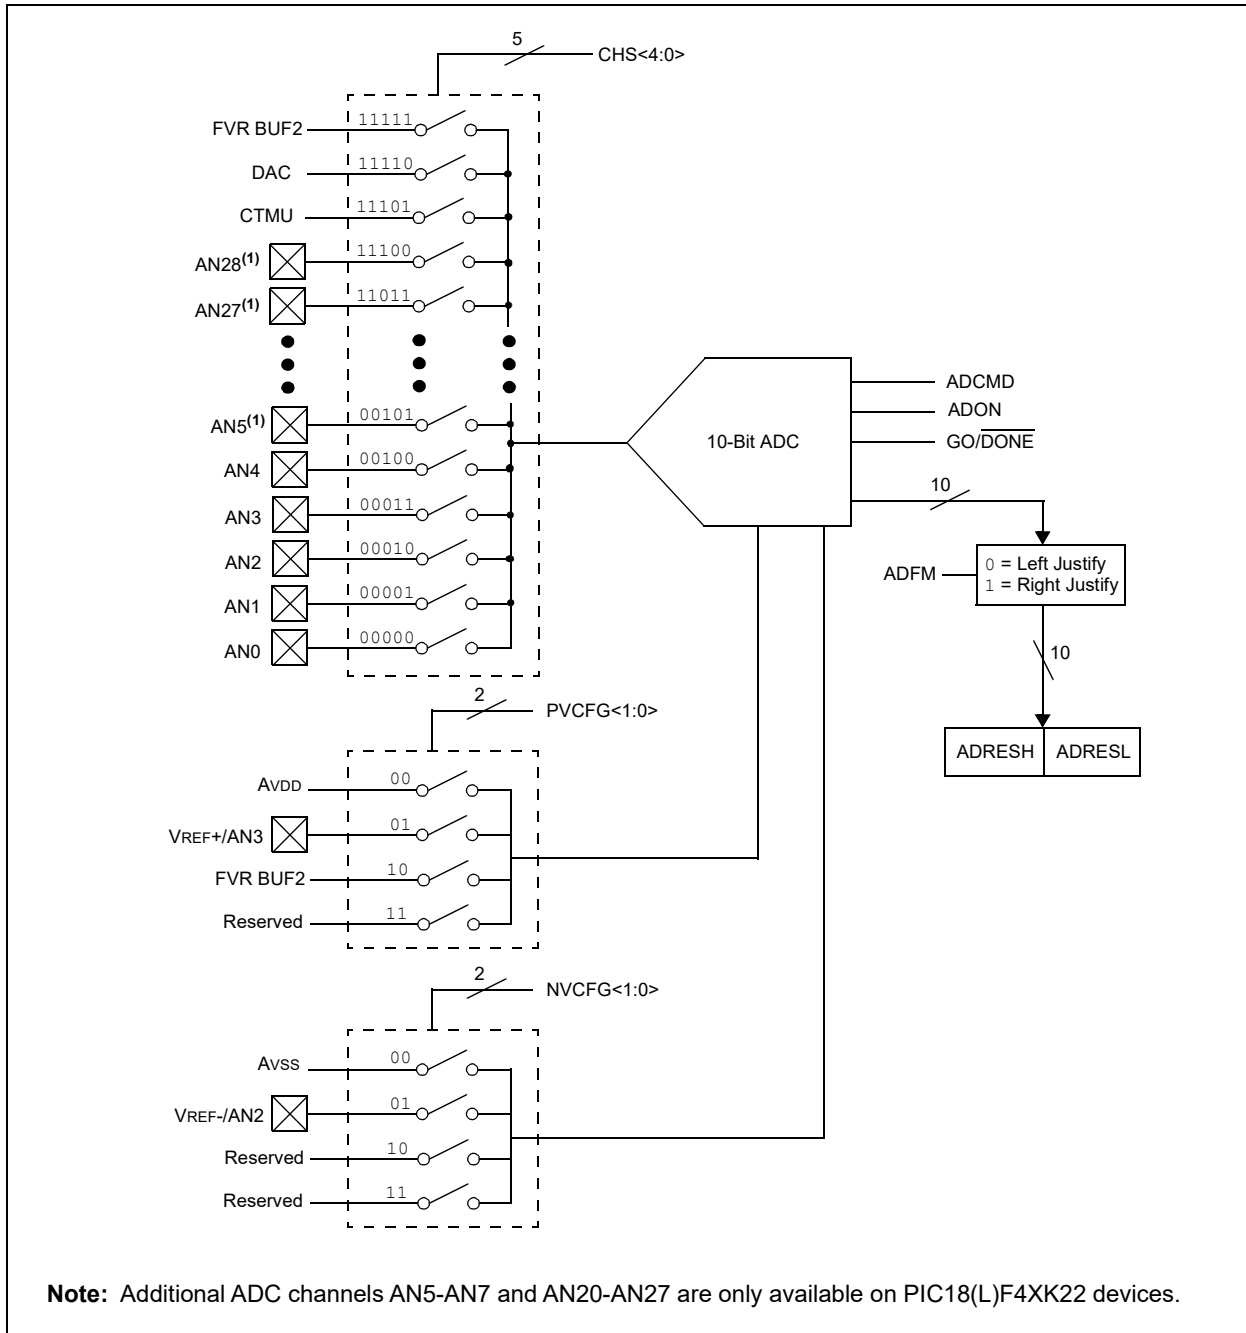 5
CHS<4:0>
FVR BUF2
11111
DAC
11110
CTMU
11101
AN28(1)
11100
AN27(1)
11011
AN5(1)
00101
AN4
00100
AN3
00011
AN2
00010
AN1
00001
AN0
00000
10-Bit ADC
ADCMD
ADON
GO/DONE
10
ADFM
0 = Left Justify
1 = Right Justify
10
ADRESH
ADRESL
2
PVCFG<1:0>
AVDD
00
VREF+/AN3
01
FVR BUF2
10
Reserved
11
2
NVCFG<1:0>
AVSS
00
VREF-/AN2
01
Reserved
10
Reserved
11
Note: Additional ADC channels AN5-AN7 and AN20-AN27 are only available on PIC18(L)F4XK22 devices.